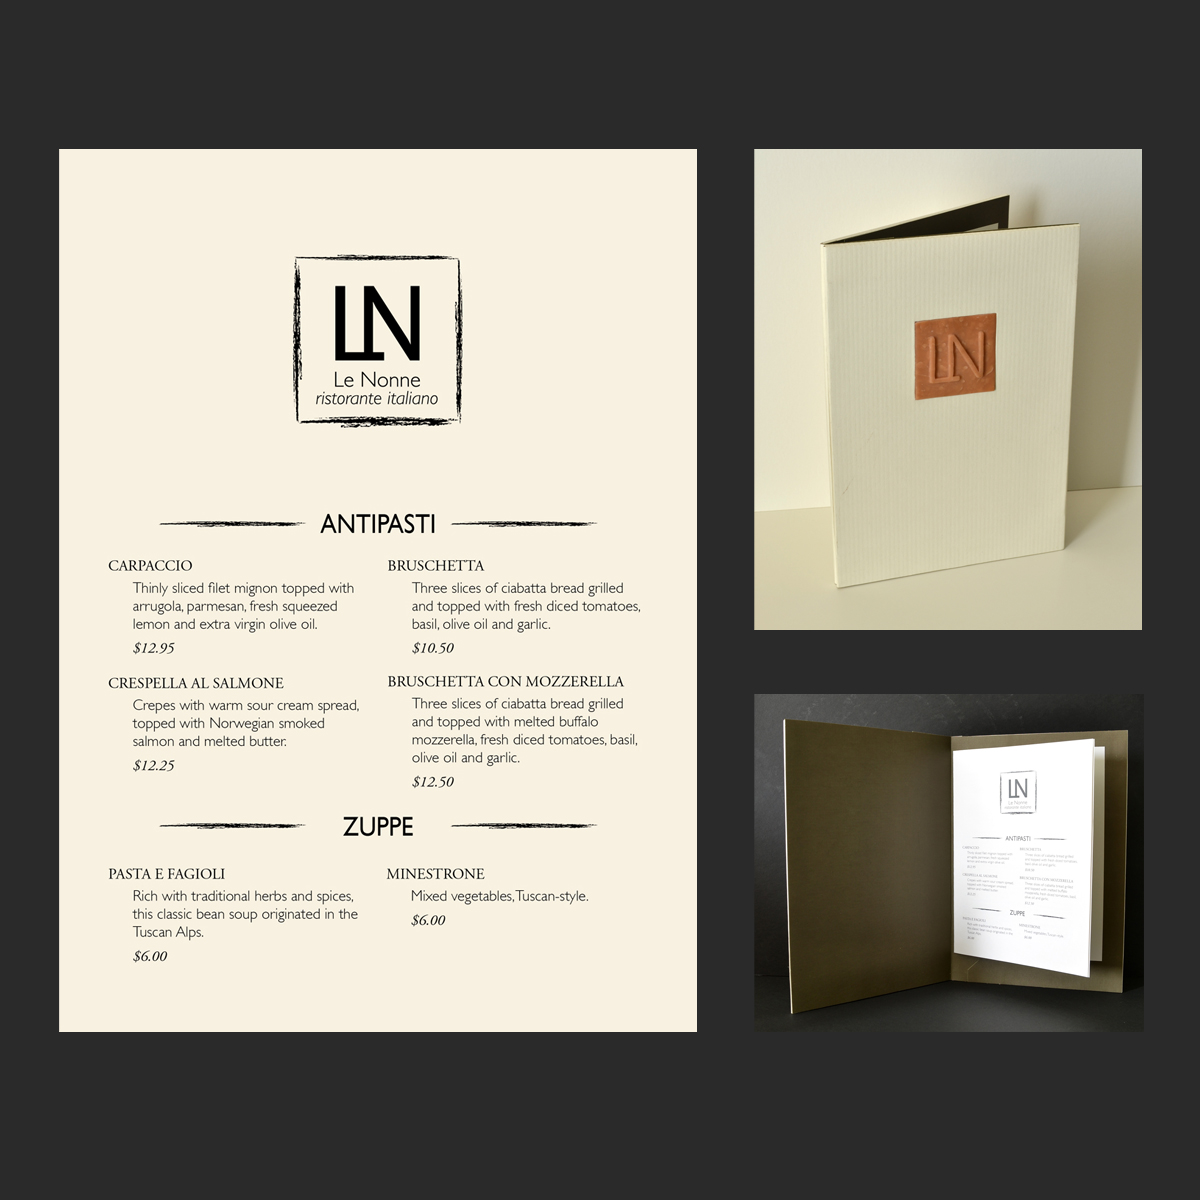 LN
Le Nonne
ristorante italiano
ANTIPASTI
CARPACCIO
Thinly sliced filet mignon topped with
arrugola, parmesan, fresh squeezed
lemon and extra virgin olive oil.
$12.95
CRESPELLA AL SALMONE
Crepes with warm sour cream spread,
topped with Norwegian smoked
salmon and melted butter.
$12.25
BRUSCHETTA
Three slices of ciabatta bread grilled
and topped with fresh diced tomatoes,
basil, olive oil and garlic.
$10.50
BRUSCHETTA CON MOZZERELLA
Three slices of ciabatta bread grilled
and topped with melted buffalo
mozzerella, fresh diced tomatoes, basil,
olive oil and garlic.
$12.50
ZUPPE
PASTA E FAGIOLI
Rich with traditional herbs and spices,
this classic bean soup originated in the
Tuscan Alps.
$6.00
MINESTRONE
Mixed vegetables, Tuscan-style.
$6.00
LN
LN
ANTIPASTI
ZUPPE